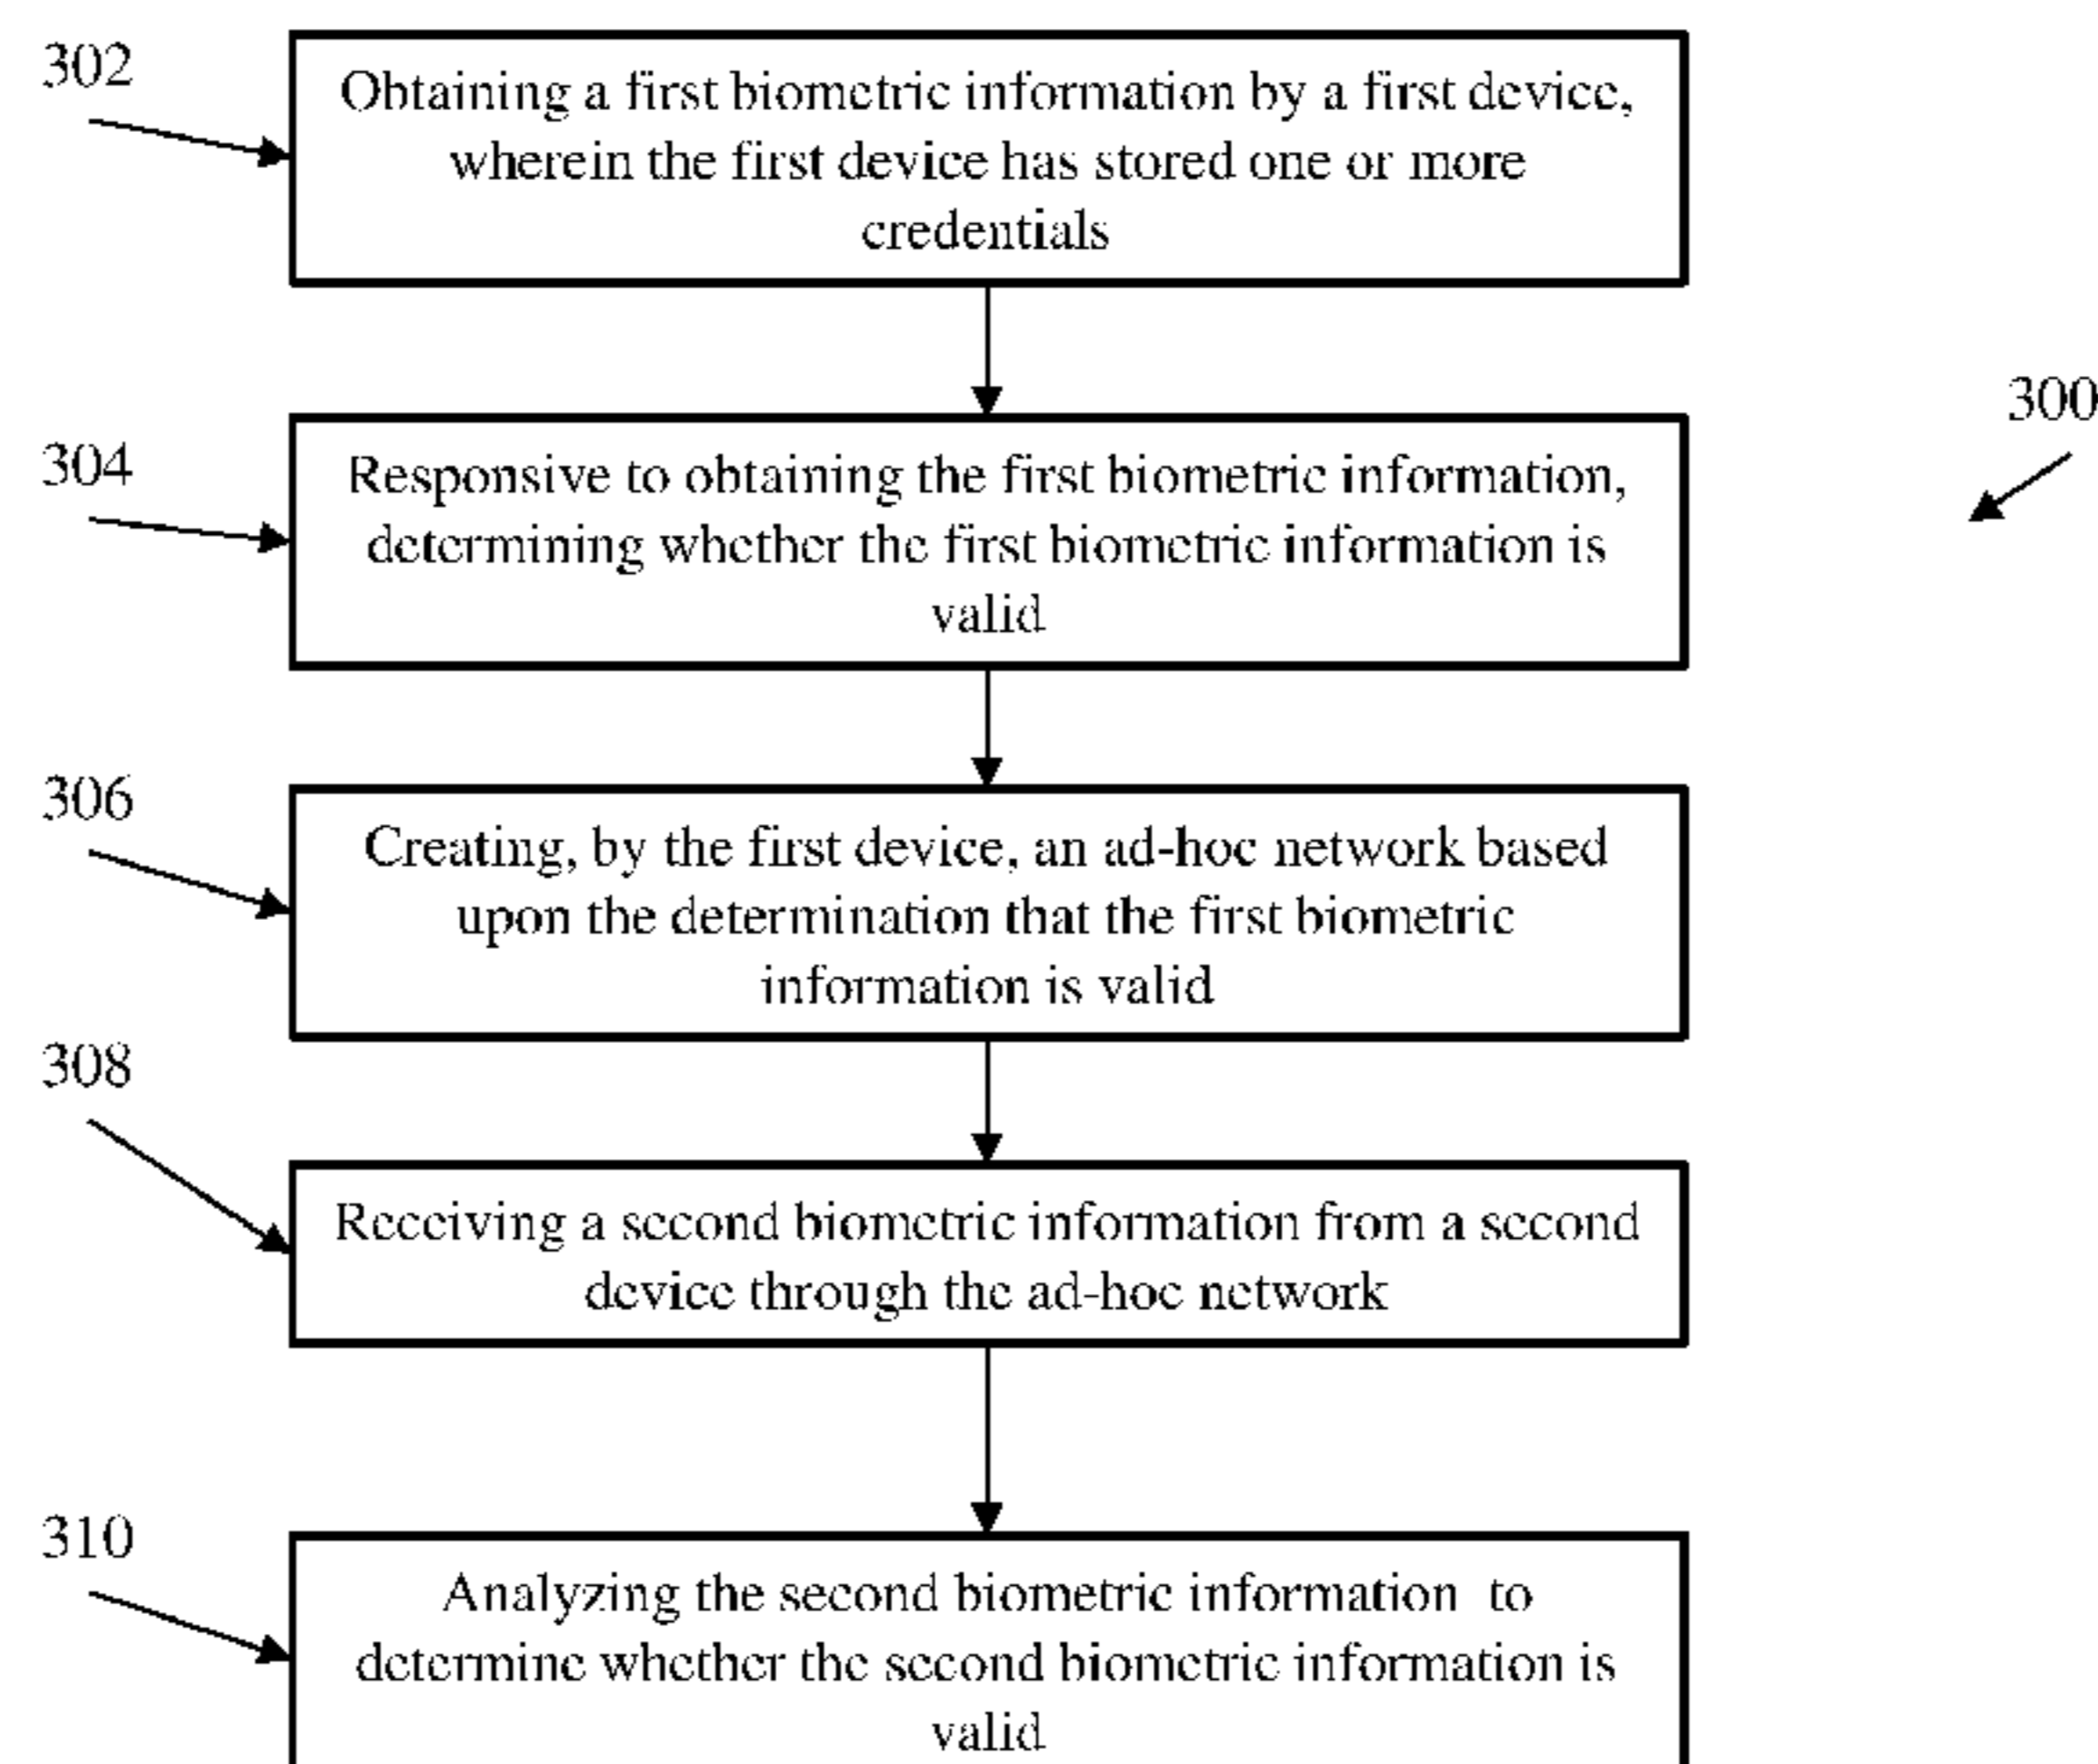 302
Obtaining a first biometric information by a first device,
wherein the first device has stored one or more
credentials
300
304
Responsive to obtaining the first biometric information,
determining whether the first biometric information is
valid
306
Creating, by the first device, an ad-hoc network based
upon the determination that the first biometric
information is valid
308
Receiving a second biometric information from a second
device through the ad-hoc network
310
Analyzing the second biometric information to
determine whether the second biometric information is
valid